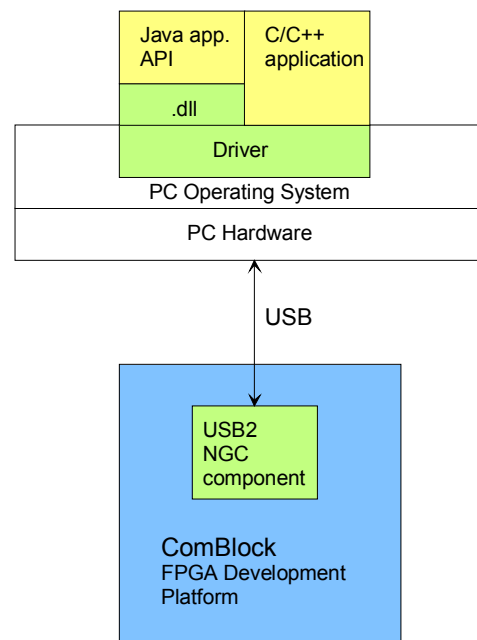 Java app.
API
C/C++
application
.dll
Driver
PC Operating System
PC Hardware
USB
USB2
NGC
component
ComBlock
FPGA Development
Platform